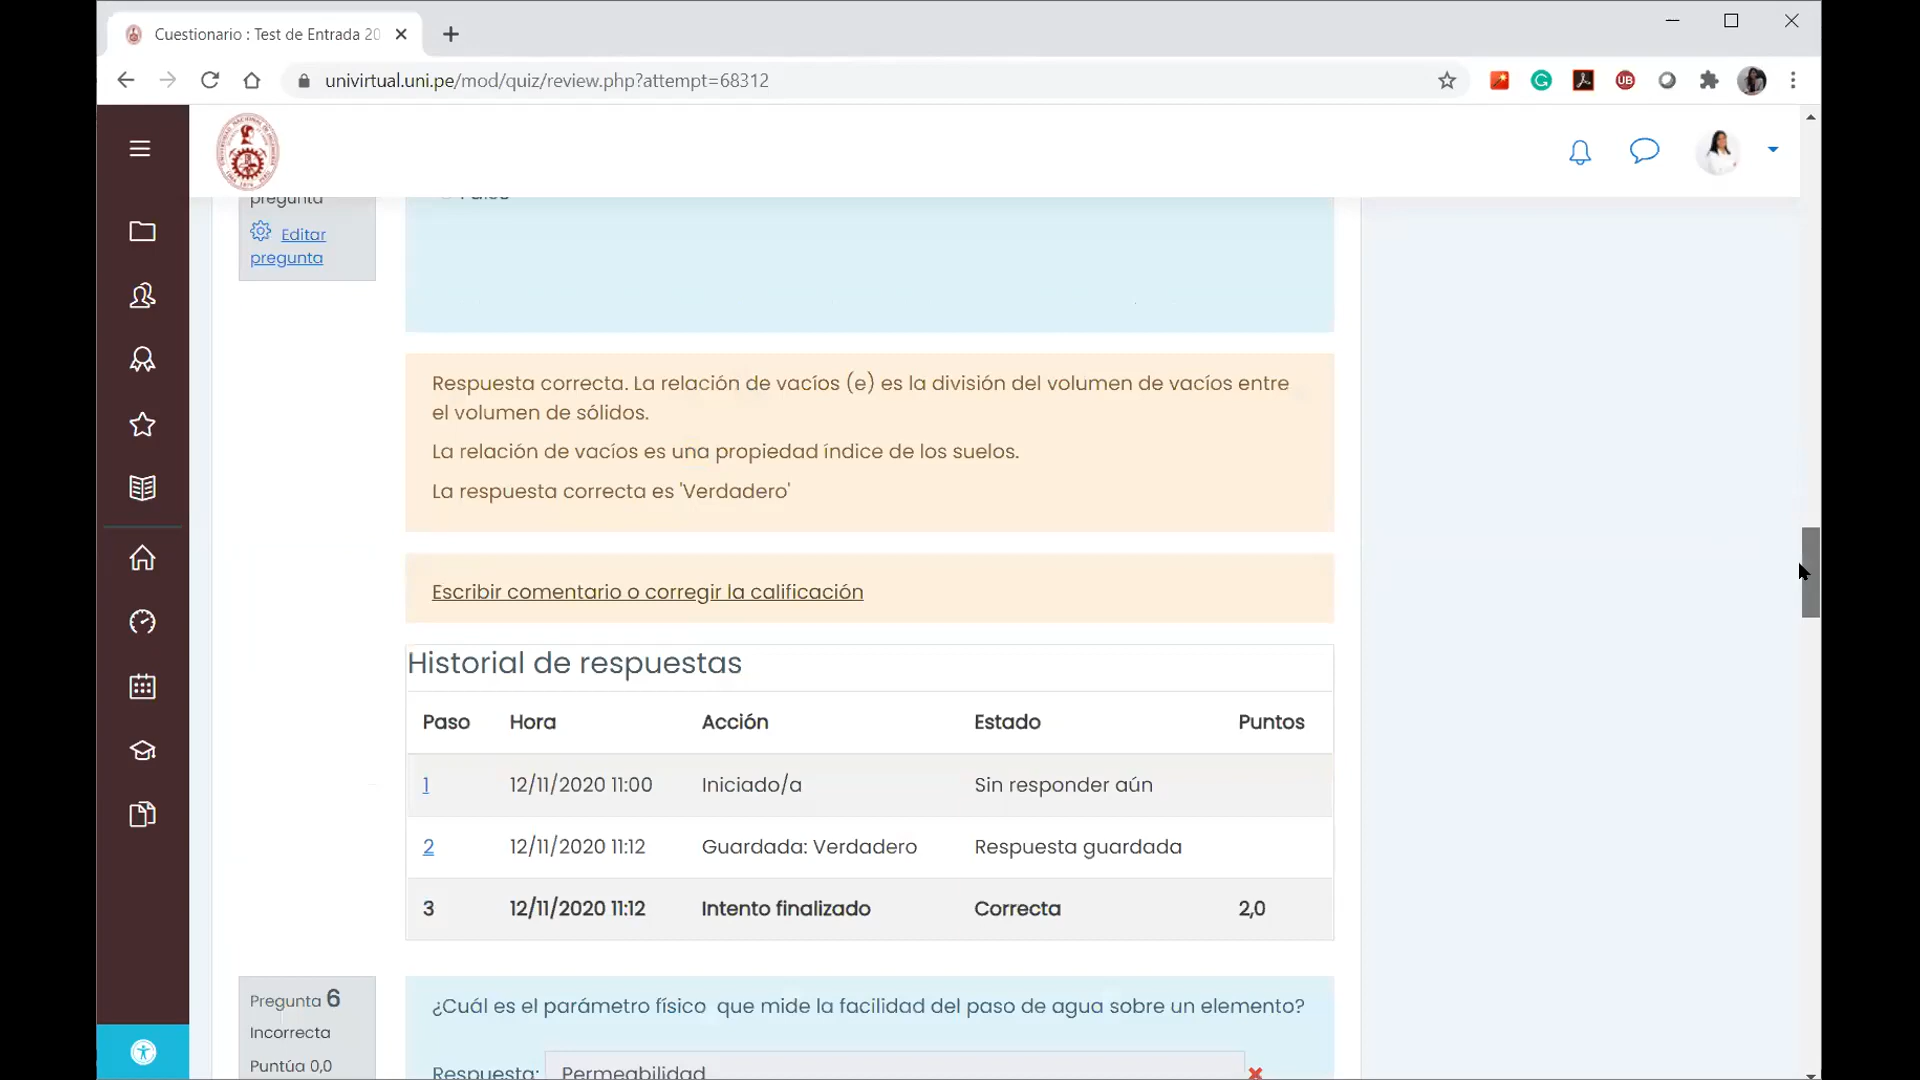 Cuestionario : Test de Entrada 20
univirtual.uni.pe/mod/quiz/review.php?attempt=68312
pregunta
Editar
pregunta
Respuesta correcta. La relación de vacíos (e) es la división del volumen de vacíos entre
el volumen de sólidos.
La relación de vacíos es una propiedad índice de los suelos.
La respuesta correcta es 'Verdadero'
Escribir comentario o corregir la calificación
Historial de respuestas
Paso Hora Acción Estado Puntos
1 12/11/2020 11:00 Iniciado/a Sin responder aún
2 12/11/2020 11:12 Guardada: Verdadero Respuesta guardada
3 12/11/2020 11:12 Intento finalizado Correcta 2,0
Pregunta 6
Incorrecta
Puntúa 0,0
¿Cuál es el parámetro físico que mide la facilidad del paso de agua sobre un elemento?
Respuesta: Permeabilidad